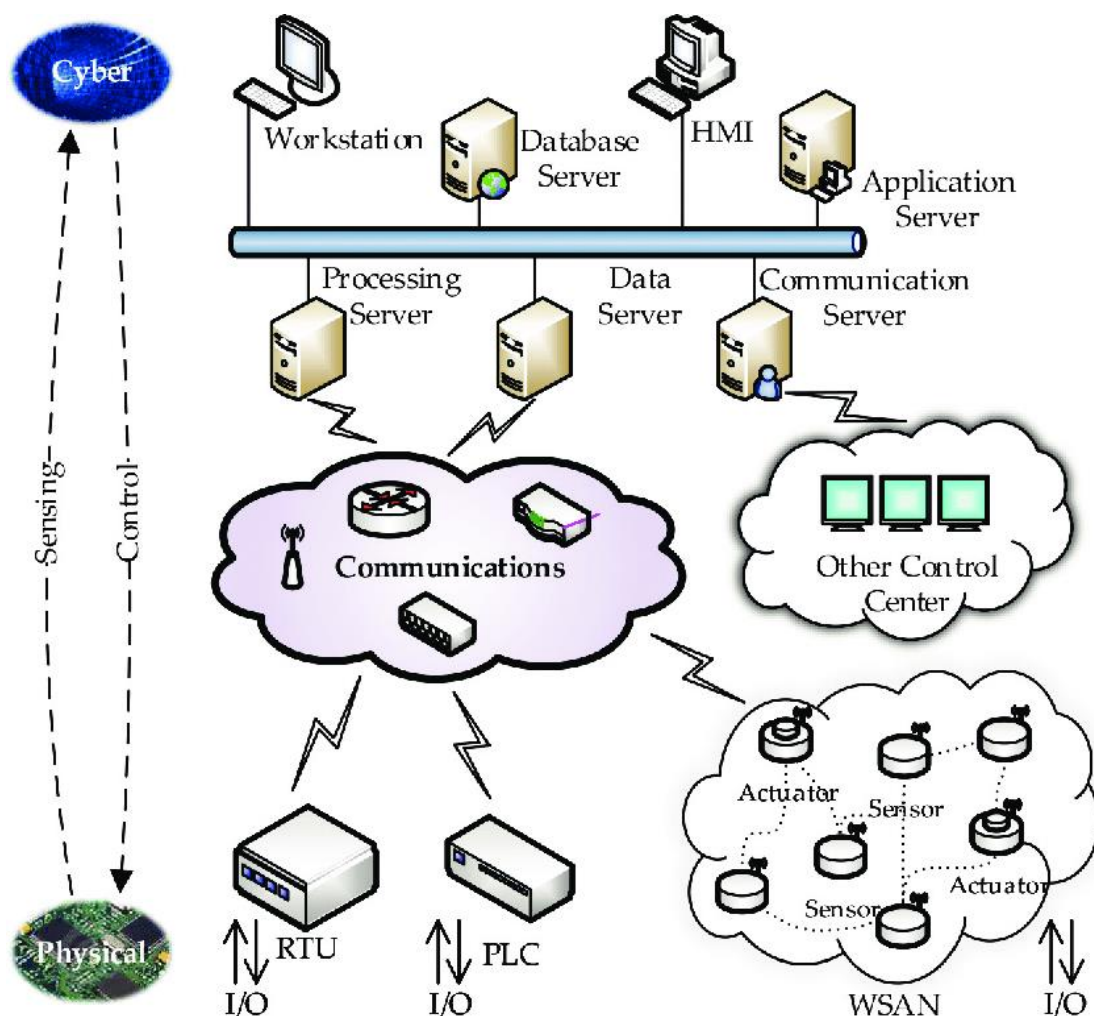 Cyber
Workstation
Database
Server
HMI
Application
Server
Processing
Server
Data
Server
Communication
Server
Sensing
Control
Communications
Other Control
Center
Actuator
Sensor
Sensor
Actuator
Physical
RTU
PLC
I/O
I/O
WSAN
I/O